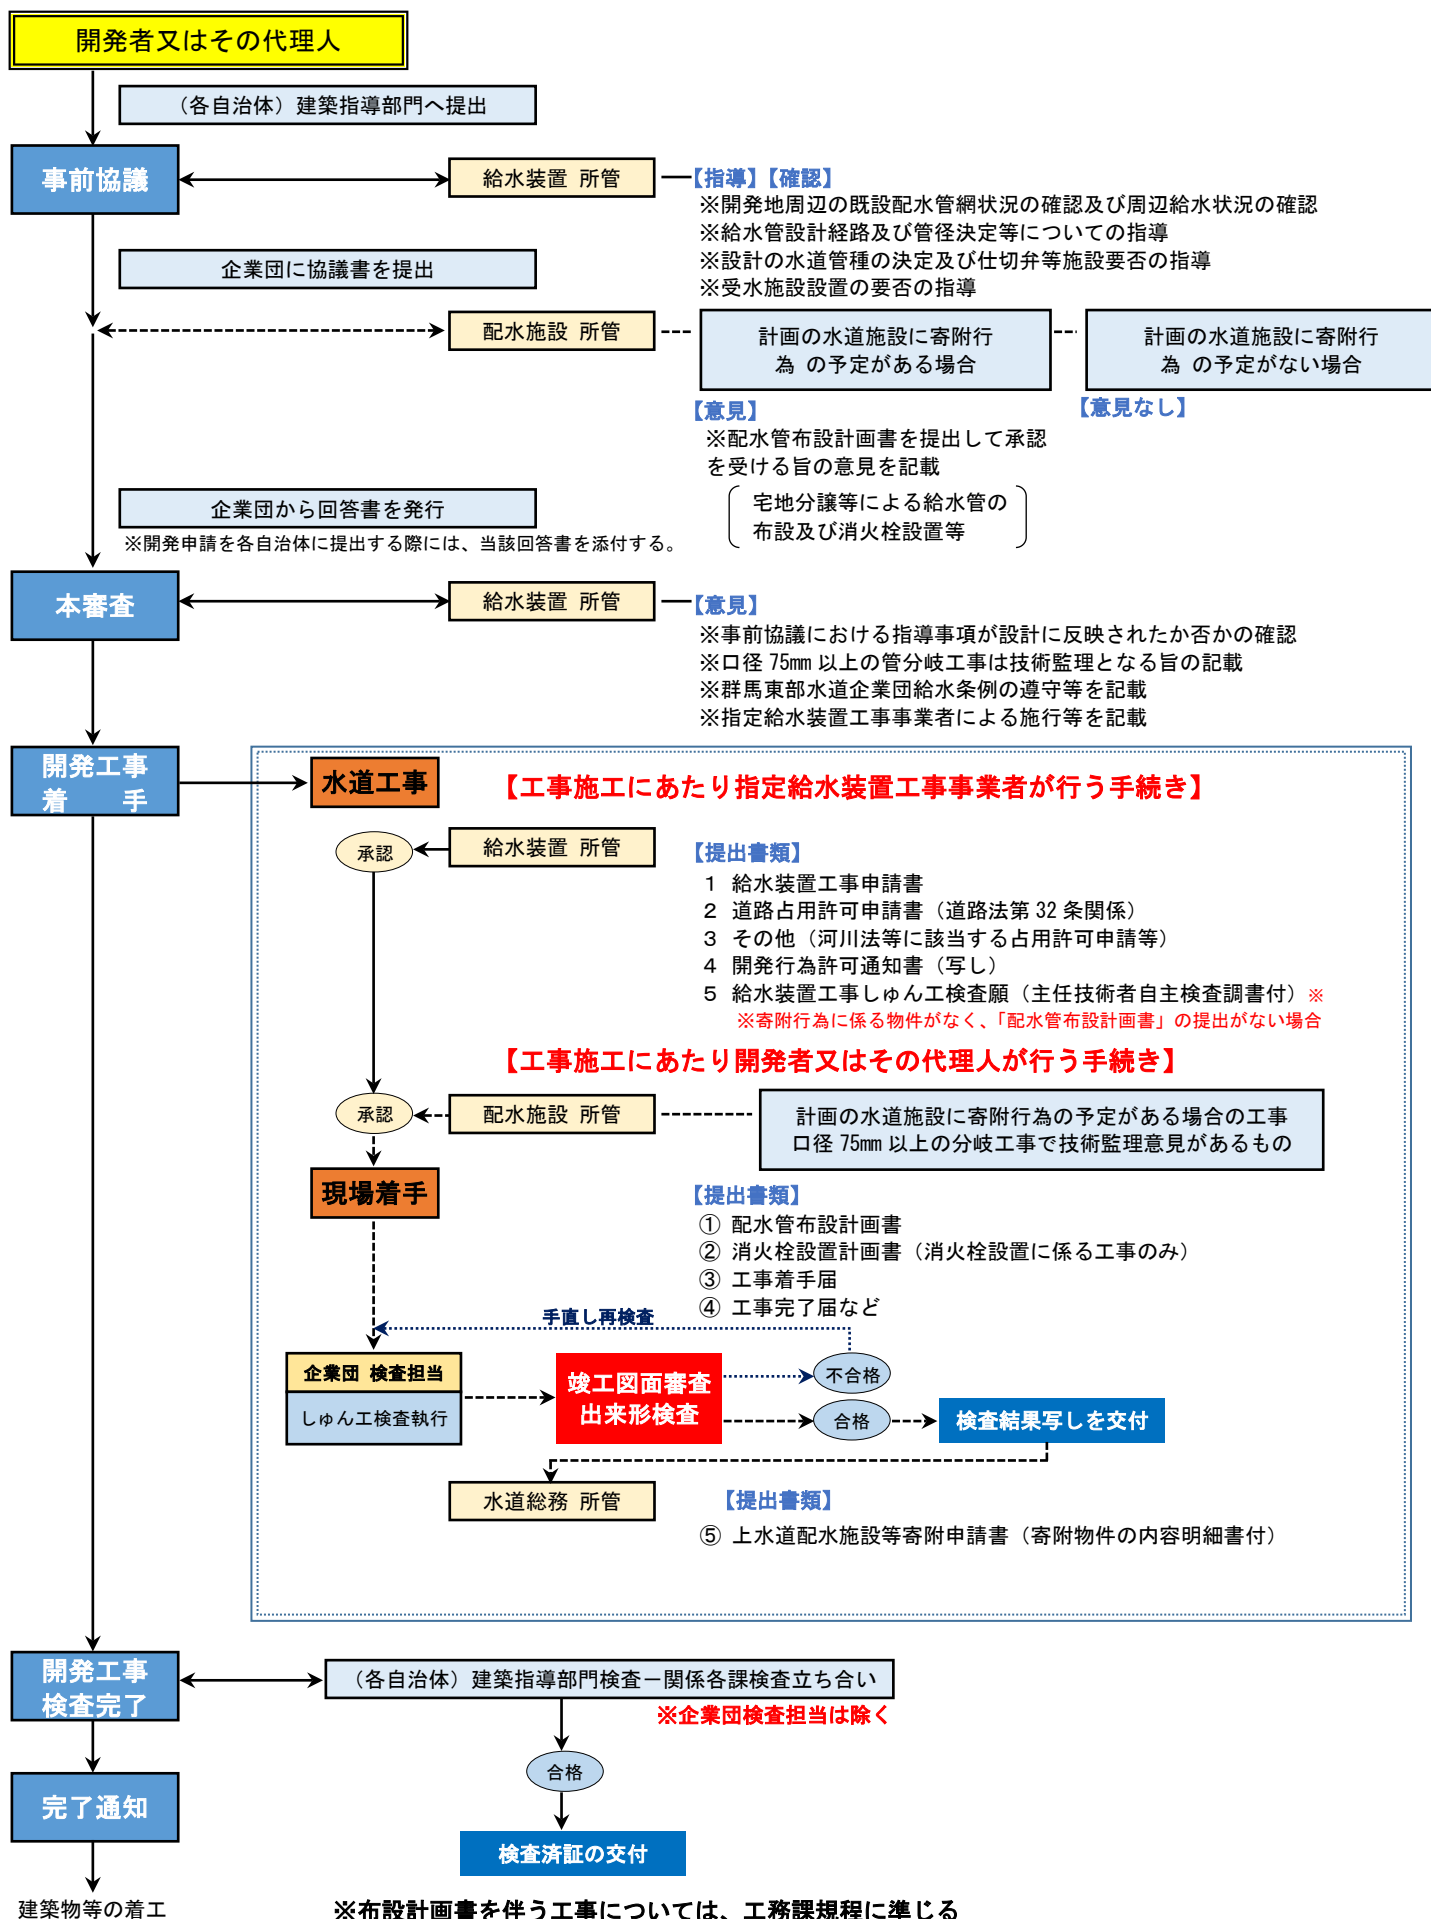 開発者又はその代理人
（各自治体）建築指導部門へ提出
事前協議
給水装置 所管
【指導】【確認】
※開発地周辺の既設配水管網状況の確認及び周辺給水状況の確認
※給水管設計経路及び管径決定等についての指導
※設計の水道管種の決定及び仕切弁等施設要否の指導
※受水施設設置の要否の指導
企業団に協議書を提出
配水施設 所管
計画の水道施設に寄附行
為 の予定がある場合
計画の水道施設に寄附行
為 の予定がない場合
【意見】
※配水管布設計画書を提出して承認
を受ける旨の意見を記載
宅地分譲等による給水管の
布設及び消火栓設置等
【意見なし】
企業団から回答書を発行
※開発申請を各自治体に提出する際には、当該回答書を添付する。
本審査
給水装置 所管
【意見】
※事前協議における指導事項が設計に反映されたか否かの確認
※口径 75mm 以上の管分岐工事は技術監理となる旨の記載
※群馬東部水道企業団給水条例の遵守等を記載
※指定給水装置工事事業者による施行等を記載
開発工事
着　　手
水道工事
【工事施工にあたり指定給水装置工事事業者が行う手続き】
承認
給水装置 所管
【提出書類】
1 給水装置工事申請書
2 道路占用許可申請書（道路法第 32 条関係）
3 その他（河川法等に該当する占用許可申請等）
4 開発行為許可通知書（写し）
5 給水装置工事しゅん工検査願（主任技術者自主検査調書付）※
※寄附行為に係る物件がなく、「配水管布設計画書」の提出がない場合
【工事施工にあたり開発者又はその代理人が行う手続き】
承認
配水施設 所管
計画の水道施設に寄附行為の予定がある場合の工事
口径 75mm 以上の分岐工事で技術監理意見があるもの
現場着手
【提出書類】
① 配水管布設計画書
② 消火栓設置計画書（消火栓設置に係る工事のみ）
③ 工事着手届
④ 工事完了届など
手直し再検査
企業団 検査担当
しゅん工検査執行
竣工図面審査
出来形検査
不合格
合格
検査結果写しを交付
水道総務 所管
【提出書類】
⑤ 上水道配水施設等寄附申請書（寄附物件の内容明細書付）
開発工事
検査完了
（各自治体）建築指導部門検査－関係各課検査立ち合い
※企業団検査担当は除く
合格
完了通知
検査済証の交付
建築物等の着工
※布設計画書を伴う工事については、工務課規程に準じる